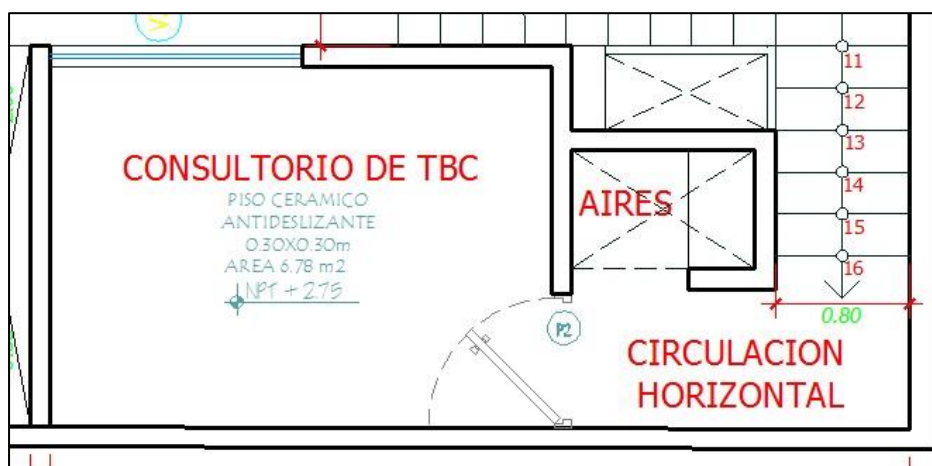 V
11
12
13
14
15
16
CONSULTORIO DE TBC
PISO CERAMICO
ANTIDESLIZANTE
0.30X0.30m
AREA 6.78 m2
NPT + 2.75
AIRES
0.80
P2
CIRCULACION
HORIZONTAL